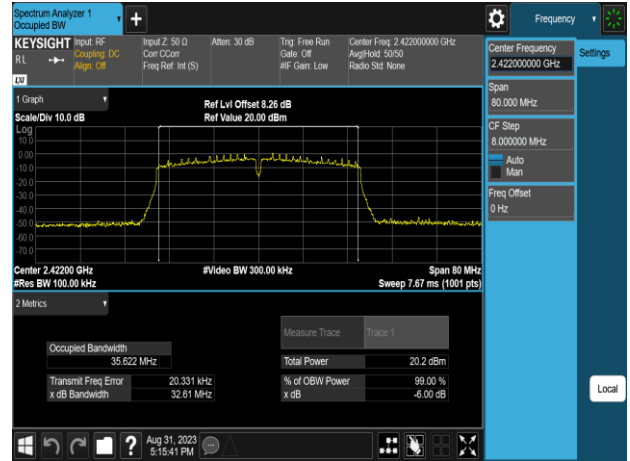 Spectrum Analyzer 1
Occupied BW
Frequency
KEYSIGHT
Input: RF
Coupling: DC
Align: Off
Input Z: 50 Ω
Corr CCorr
Freq Ref: Int (S)
Atten: 30 dB
Trig: Free Run
Gate: Off
#IF Gain: Low
Center Freq: 2.422000000 GHz
Avg|Hold: 50/50
Radio Std: None
R L
LXI
Center Frequency
2.422000000 GHz
Settings
Span
80.000 MHz
CF Step
8.000000 MHz
Auto
Man
Freq Offset
0 Hz
Local
1 Graph
Scale/Div 10.0 dB
Ref Lvl Offset 8.26 dB
Ref Value 20.00 dBm
Log
10.0
0.00
-10.0
-20.0
-30.0
-40.0
-50.0
-60.0
-70.0
Center 2.42200 GHz
#Video BW 300.00 kHz
Span 80 MHz
#Res BW 100.00 kHz
Sweep 7.67 ms (1001 pts)
2 Metrics
Measure Trace
Trace 1
Occupied Bandwidth
35.622 MHz
Total Power
20.2 dBm
Transmit Freq Error
20.331 kHz
% of OBW Power
99.00 %
x dB Bandwidth
32.61 MHz
x dB
-6.00 dB
?
Aug 31, 2023
5:15:41 PM